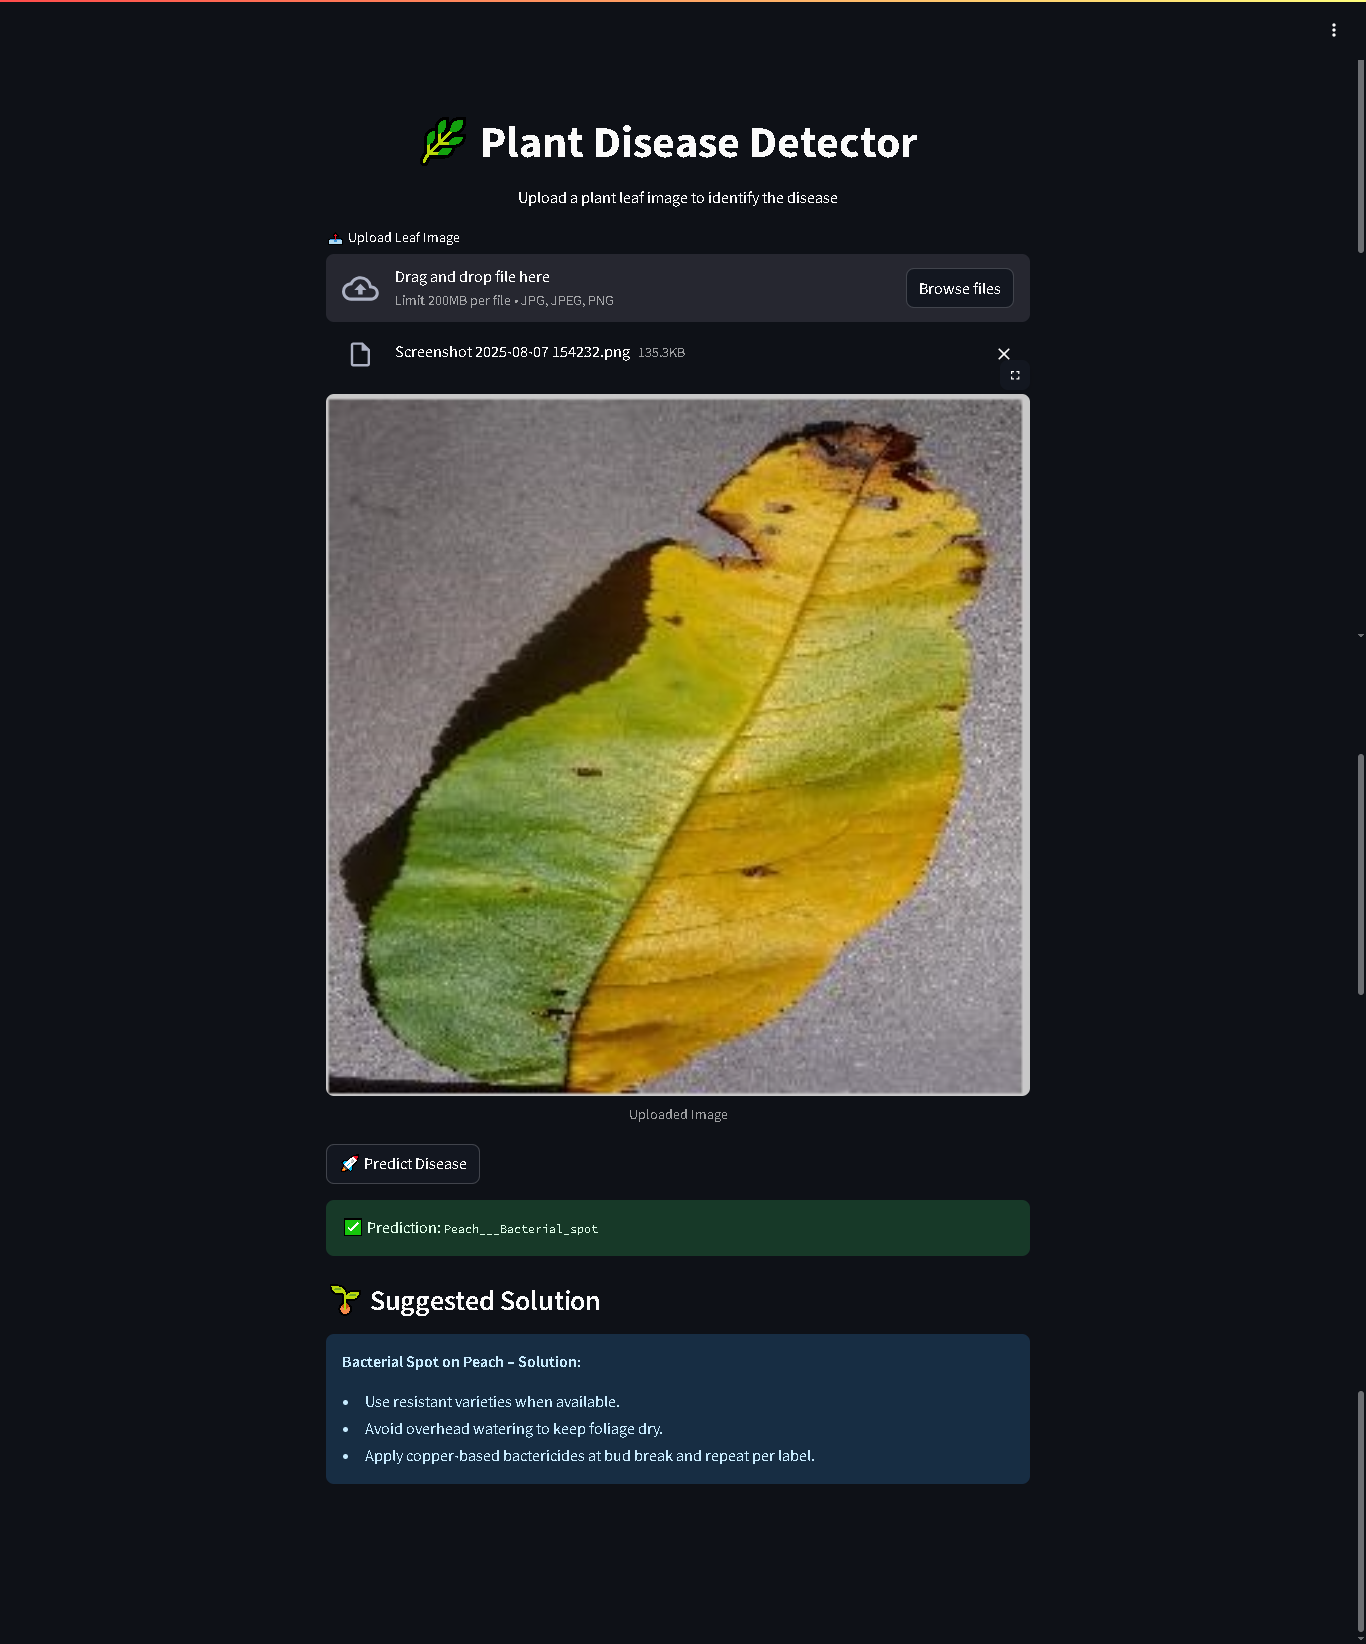 Plant Disease Detector
Upload a plant leaf image to identify the disease
Upload Leaf Image
Drag and drop file here
Limit 200MB per file • JPG, JPEG, PNG
Browse files
Screenshot 2025-08-07 154232.png 135.3KB
Uploaded Image
🚀 Predict Disease
✅ Prediction: Peach___Bacterial_spot
Suggested Solution
Bacterial Spot on Peach – Solution:
• Use resistant varieties when available.
• Avoid overhead watering to keep foliage dry.
• Apply copper-based bactericides at bud break and repeat per label.